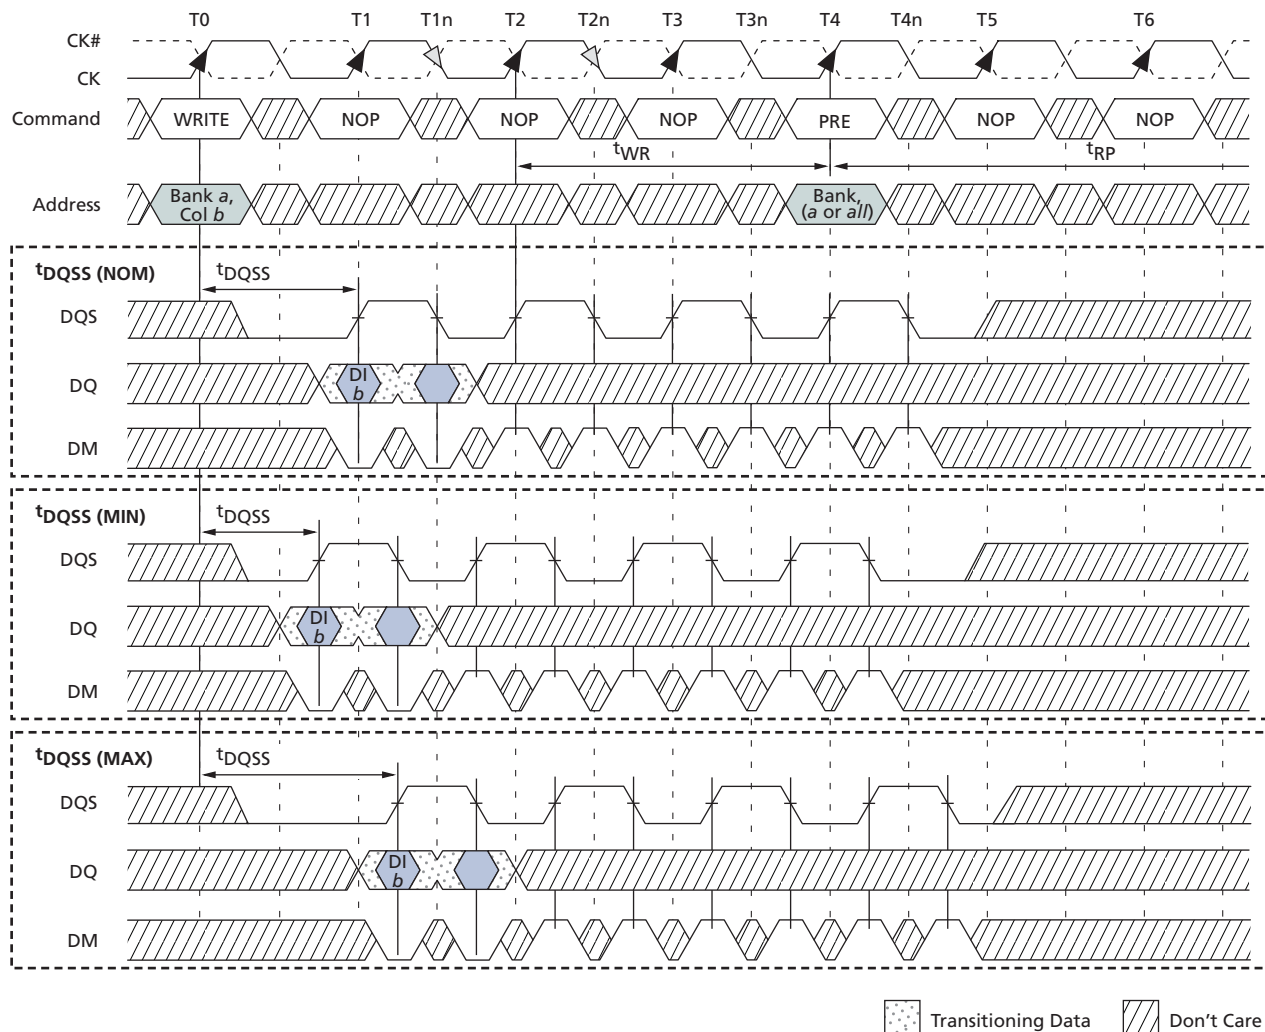 T0 T1 T1n T2 T2n T3 T3n T4 T4n T5 T6
CK#
CK
Command WRITE NOP NOP NOP PRE NOP NOP
tWR tRP
Address Bank a, Col b Bank, (a or all)
tDQSS (NOM) tDQSS
DQS
DQ DI b
DM
tDQSS (MIN) tDQSS
DQS
DQ DI b
DM
tDQSS (MAX) tDQSS
DQS
DQ DI b
DM
Transitioning Data Don't Care